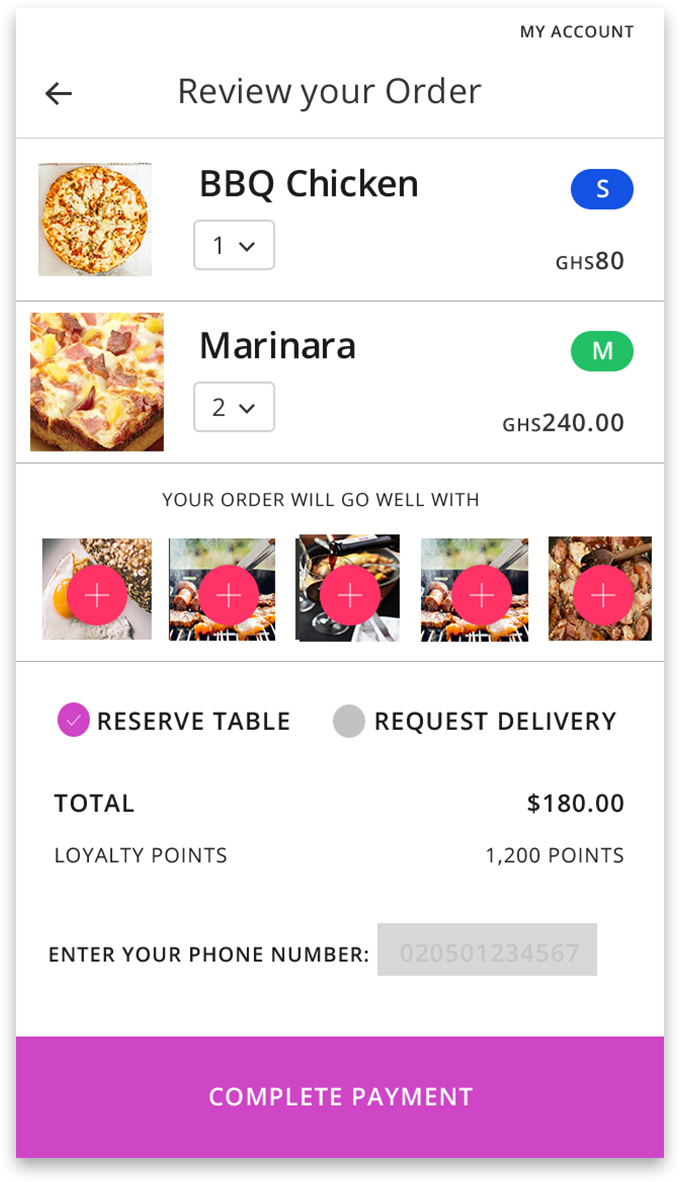 MY ACCOUNT
Review your Order
BBQ Chicken
S
1
GHS80
Marinara
M
2
GHS240.00
YOUR ORDER WILL GO WELL WITH
RESERVE TABLE REQUEST DELIVERY
TOTAL $180.00
LOYALTY POINTS 1,200 POINTS
ENTER YOUR PHONE NUMBER: 020501234567
COMPLETE PAYMENT